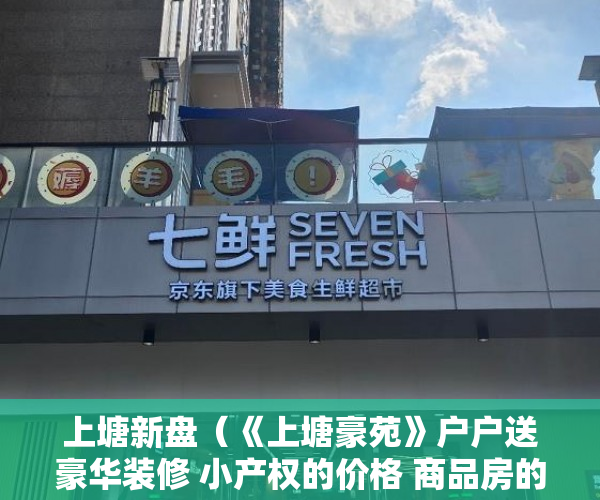 薅羊毛！
七鲜 SEVEN FRESH
京东旗下美食生鲜超市
上塘新盘（《上塘豪苑》户户送
豪华装修 小产权的价格 商品房的